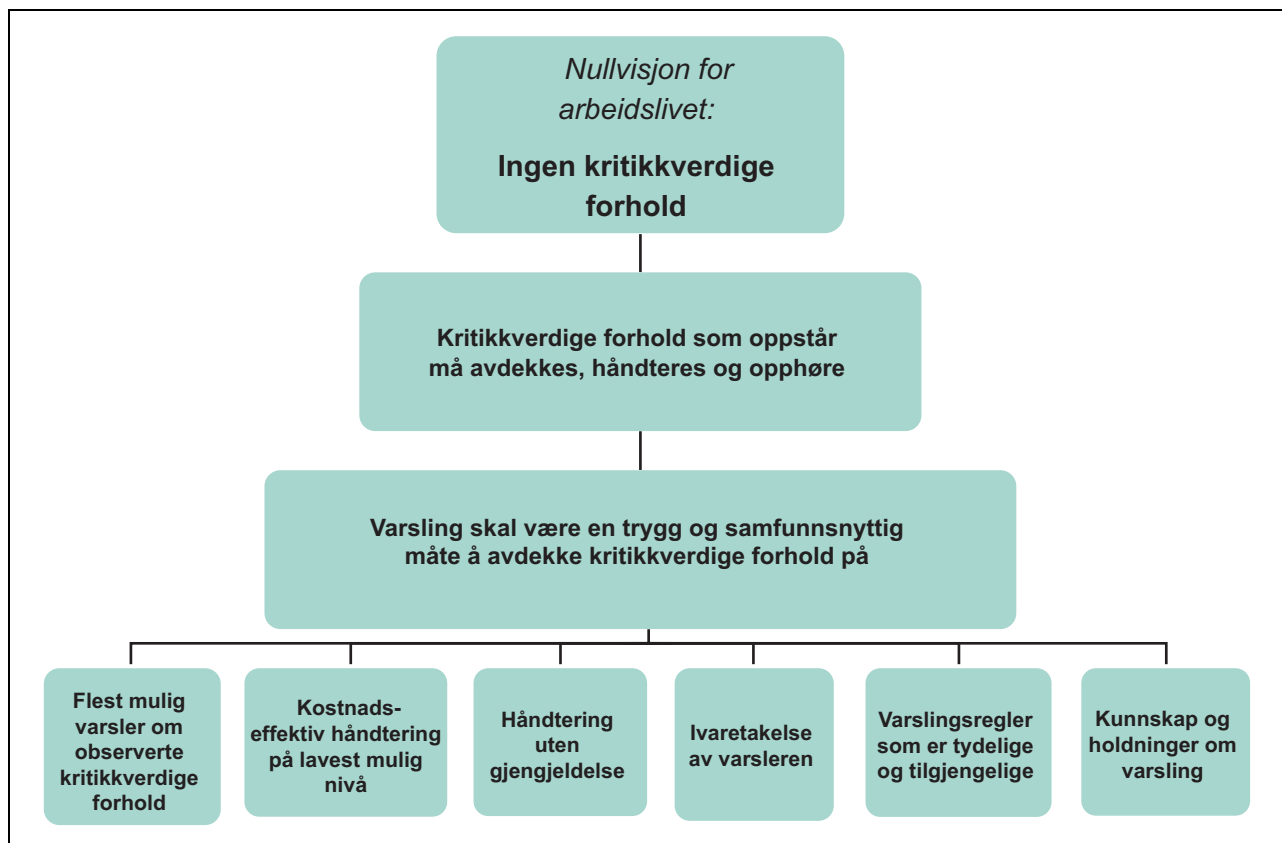 Nullvisjon for
arbeidslivet:
Ingen kritikkverdige
forhold
Kritikkverdige forhold som oppstår
må avdekkes, håndteres og opphøre
Varsling skal være en trygg og samfunnsnyttig
måte å avdekke kritikkverdige forhold på
Flest mulig
varsler om
observerte
kritikkverdige
forhold
Kostnads-
effektiv håndtering
på lavest mulig
nivå
Håndtering
uten
gjengjeldelse
Ivaretakelse
av varsleren
Varslingsregler
som er tydelige
og tilgjengelige
Kunnskap og
holdninger om
varsling